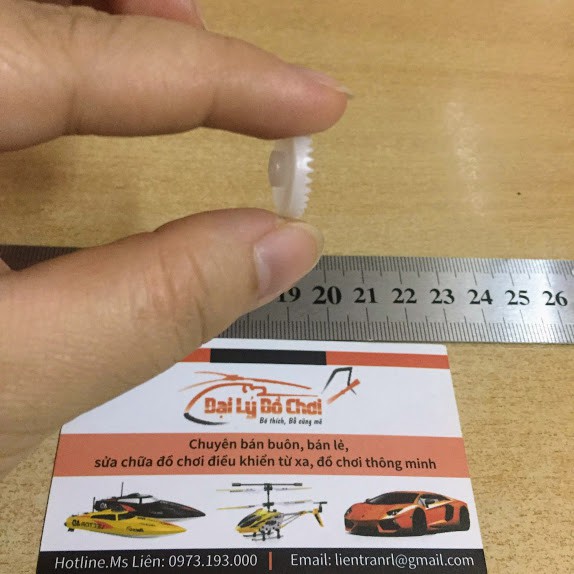 19 20 21 22 23 24 25 26
Đại Lý Đồ Chơi
Bé thích, Bố cũng mê
Chuyên bán buôn, bán lẻ,
sửa chữa đồ chơi điều khiển từ xa, đồ chơi thông minh
Hotline.Ms Liên: 0973.193.000 | Email: lientranrl@gmail.com